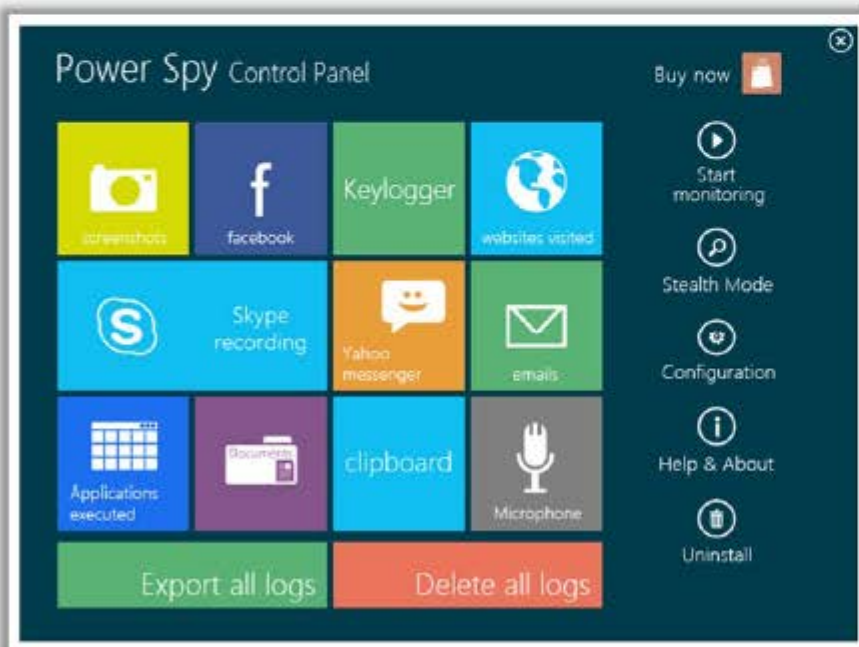 Power Spy Control Panel
Buy now
screenshots
facebook
Keylogger
websites visited
Start
monitoring
Stealth Mode
Skype
recording
Yahoo
messenger
emails
Configuration
Applications
executed
Documents
clipboard
Microphone
Help & About
Uninstall
Export all logs
Delete all logs